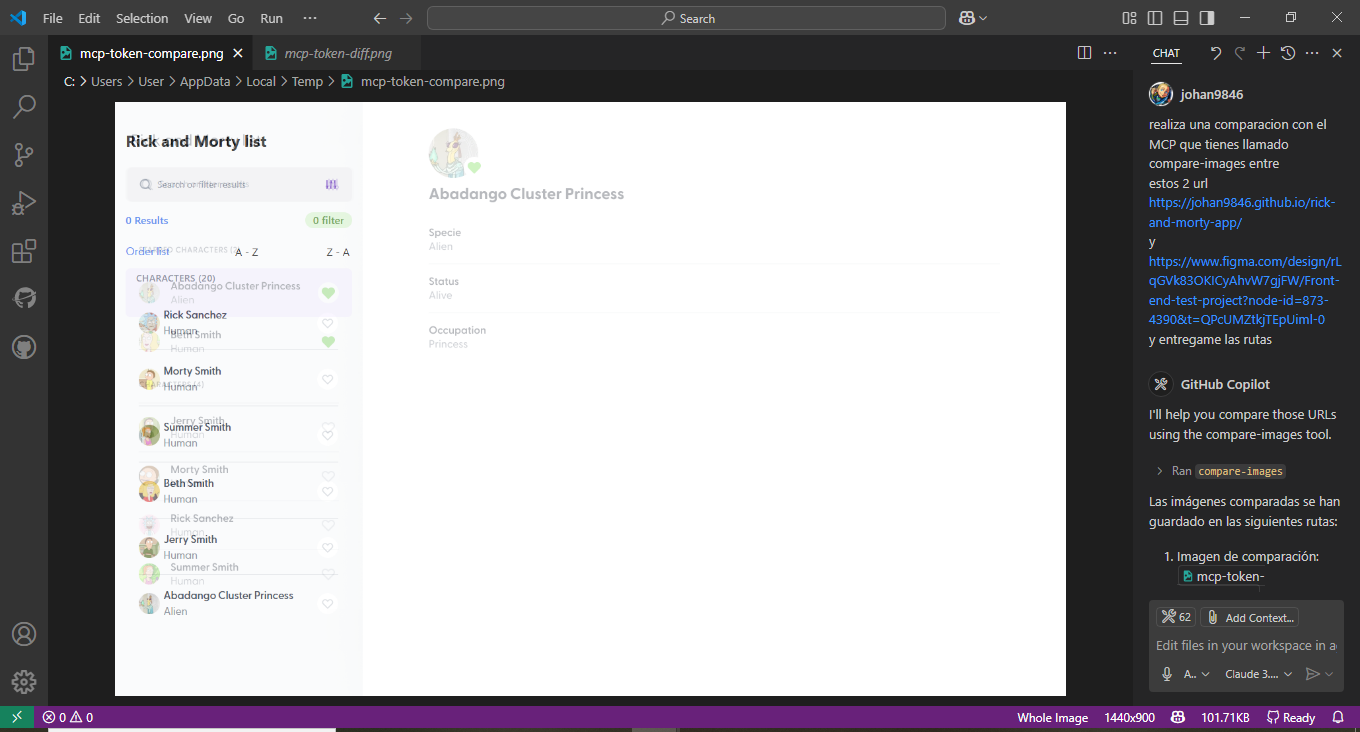 File Edit Selection View Go Run ··· Search
mcp-token-compare.png mcp-token-diff.png
C: > Users > User > AppData > Local > Temp > mcp-token-compare.png
Rick and Morty list
Search or filter results
0 Results 0 filter
CHARACTERS (2)
Order list A - Z Z - A
CHARACTERS (20)
Abadango Cluster Princess
Alien
Rick Sanchez
Human
Beth Smith
Human
Morty Smith
Human
Jerry Smith
Human
Summer Smith
Human
Morty Smith
Human
Beth Smith
Human
Rick Sanchez
Human
Jerry Smith
Human
Summer Smith
Human
Abadango Cluster Princess
Alien
Abadango Cluster Princess
Specie
Alien
Status
Alive
Occupation
Princess
CHAT
johan9846
realiza una comparacion con el
MCP que tienes llamado
compare-images entre
estos 2 url
https://johan9846.github.io/rick-
and-morty-app/
y
https://www.figma.com/design/rL
qGVk83OKICyAhvW7gjFW/Front-
end-test-project?node-id=873-
4390&t=QPcUMZtkjTEpUiml-0
y entregame las rutas
GitHub Copilot
I'll help you compare those URLs
using the compare-images tool.
Ran compare-images
Las imágenes comparadas se han
guardado en las siguientes rutas:
1. Imagen de comparación:
mcp-token-
62 Add Context...
Edit files in your workspace in a
A.. Claude 3....
0 0 Whole Image 1440x900 101.71KB Ready